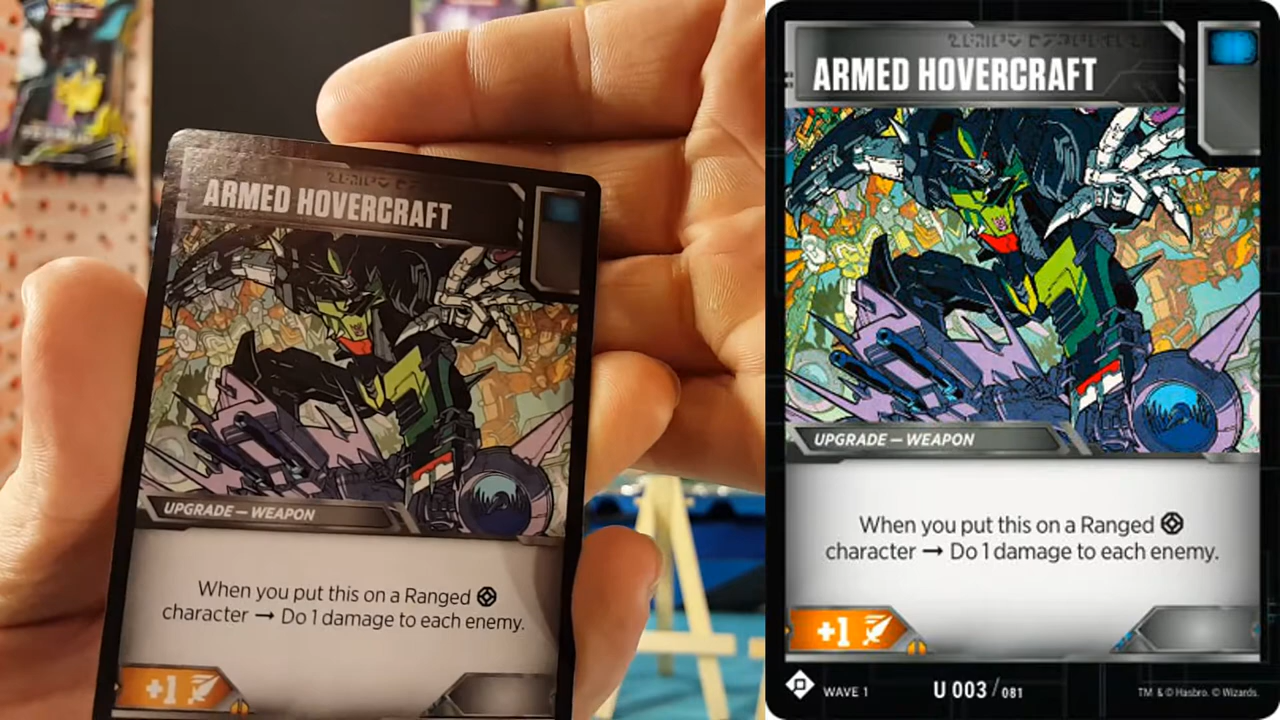 ARMED HOVERCRAFT
UPGRADE — WEAPON
When you put this on a Ranged
character → Do 1 damage to each enemy.
+1
ARMED HOVERCRAFT
UPGRADE — WEAPON
When you put this on a Ranged
character → Do 1 damage to each enemy.
+1
WAVE 1 U 003 / 081 TM & © Hasbro. © Wizards.